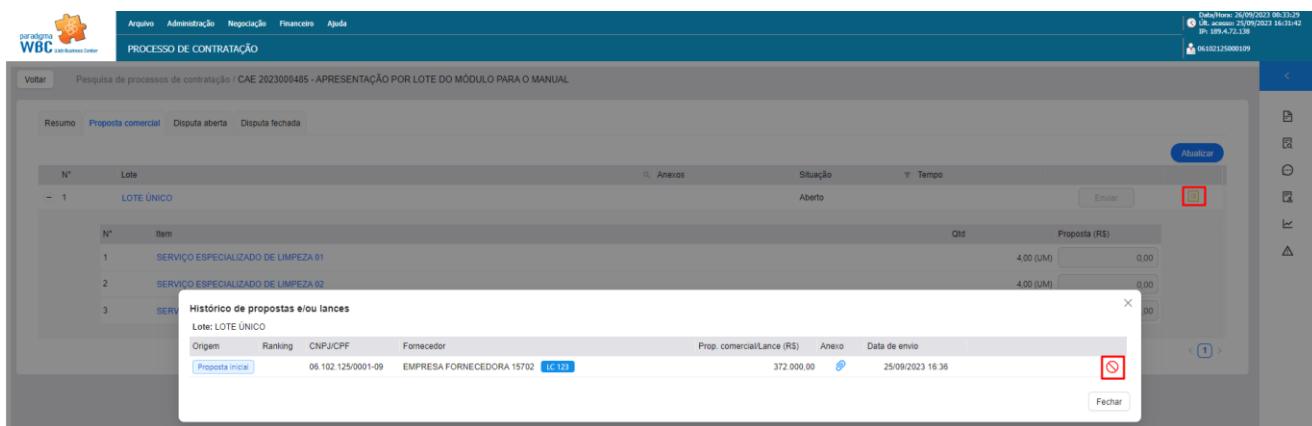 Arquivo Administração Negociação Financeiro Ajuda
Data/Hora: 26/09/2023 08:33:29
Últ. acesso: 25/09/2023 16:31:42
IP: 189.4.72.138
paradigma
WBC Web Business Center
PROCESSO DE CONTRATAÇÃO
06102125000109
Voltar Pesquisa de processos de contratação / CAE 2023000485 - APRESENTAÇÃO POR LOTE DO MÓDULO PARA O MANUAL
Resumo Proposta comercial Disputa aberta Disputa fechada
Atualizar
N° Lote Anexos Situação Tempo
− 1 LOTE ÚNICO Aberto Enviar
N° Item Qtd Proposta (R$)
1 SERVIÇO ESPECIALIZADO DE LIMPEZA 01 4,00 (UM) 0,00
2 SERVIÇO ESPECIALIZADO DE LIMPEZA 02 4,00 (UM) 0,00
3 SERV ,00
Histórico de propostas e/ou lances
Lote: LOTE ÚNICO
Origem Ranking CNPJ/CPF Fornecedor Prop. comercial/Lance (R$) Anexo Data de envio
Proposta inicial 06.102.125/0001-09 EMPRESA FORNECEDORA 15702 LC 123 372.000,00 25/09/2023 16:36
< 1 >
Fechar